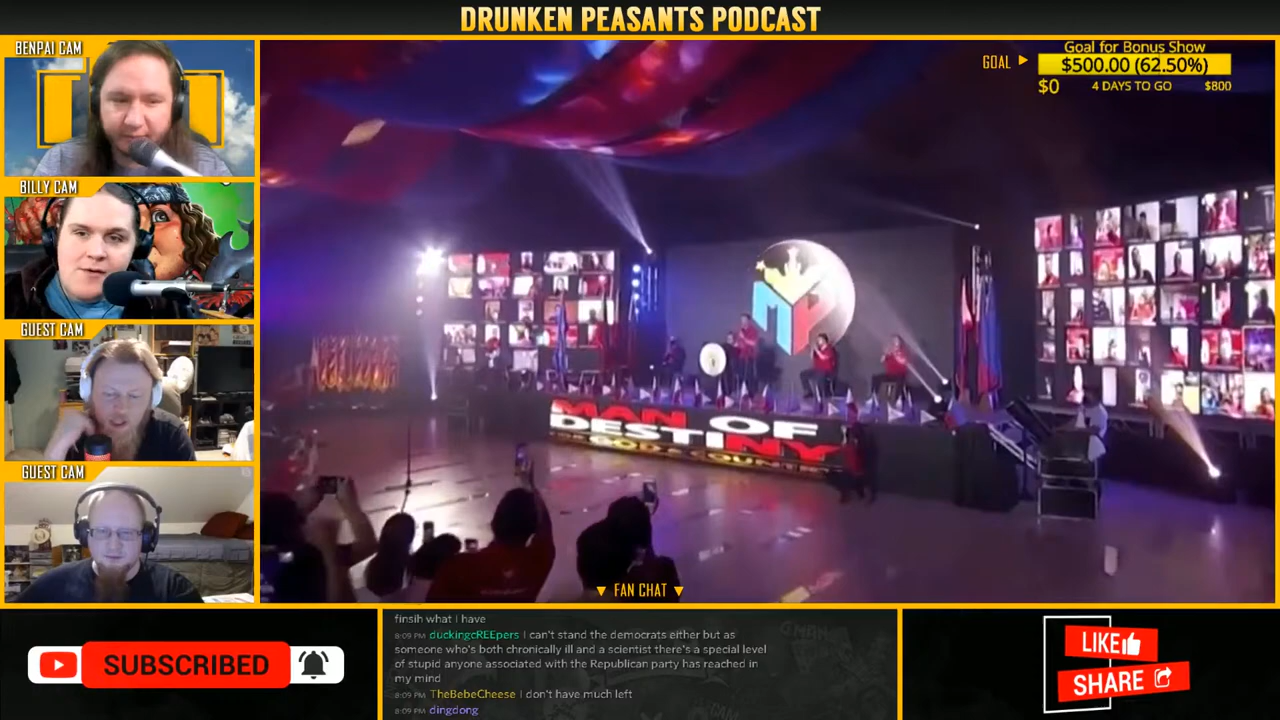 DRUNKEN PEASANTS PODCAST
BENPAI CAM
BILLY CAM
GUEST CAM
GUEST CAM
GOAL
Goal for Bonus Show
$500.00 (62.50%)
$0 4 DAYS TO GO $800
MAN OF
DESTINY
FAN CHAT
finsih what I have
8:09 PM duckingcREEpers I can't stand the democrats either but as
someone who's both chronically ill and a scientist there's a special level
of stupid anyone associated with the Republican party has reached in
my mind
8:09 PM TheBebeCheese I don't have much left
8:09 PM dingdong
SUBSCRIBED
LIKE
SHARE